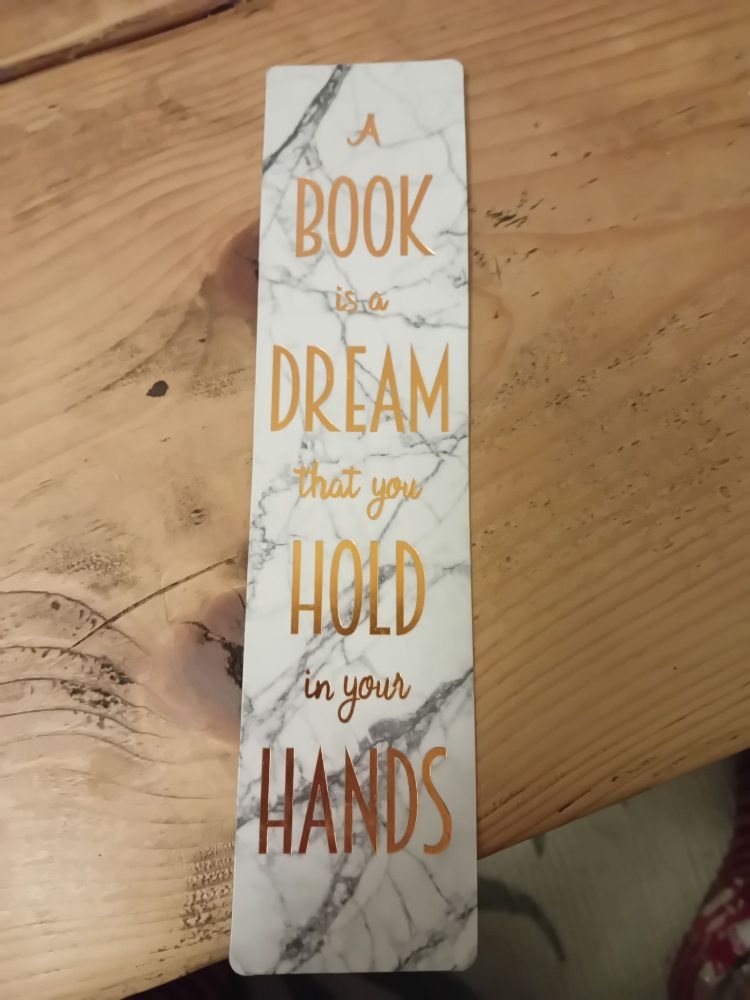 A
BOOK
is a
DREAM
that you
HOLD
in your
HANDS